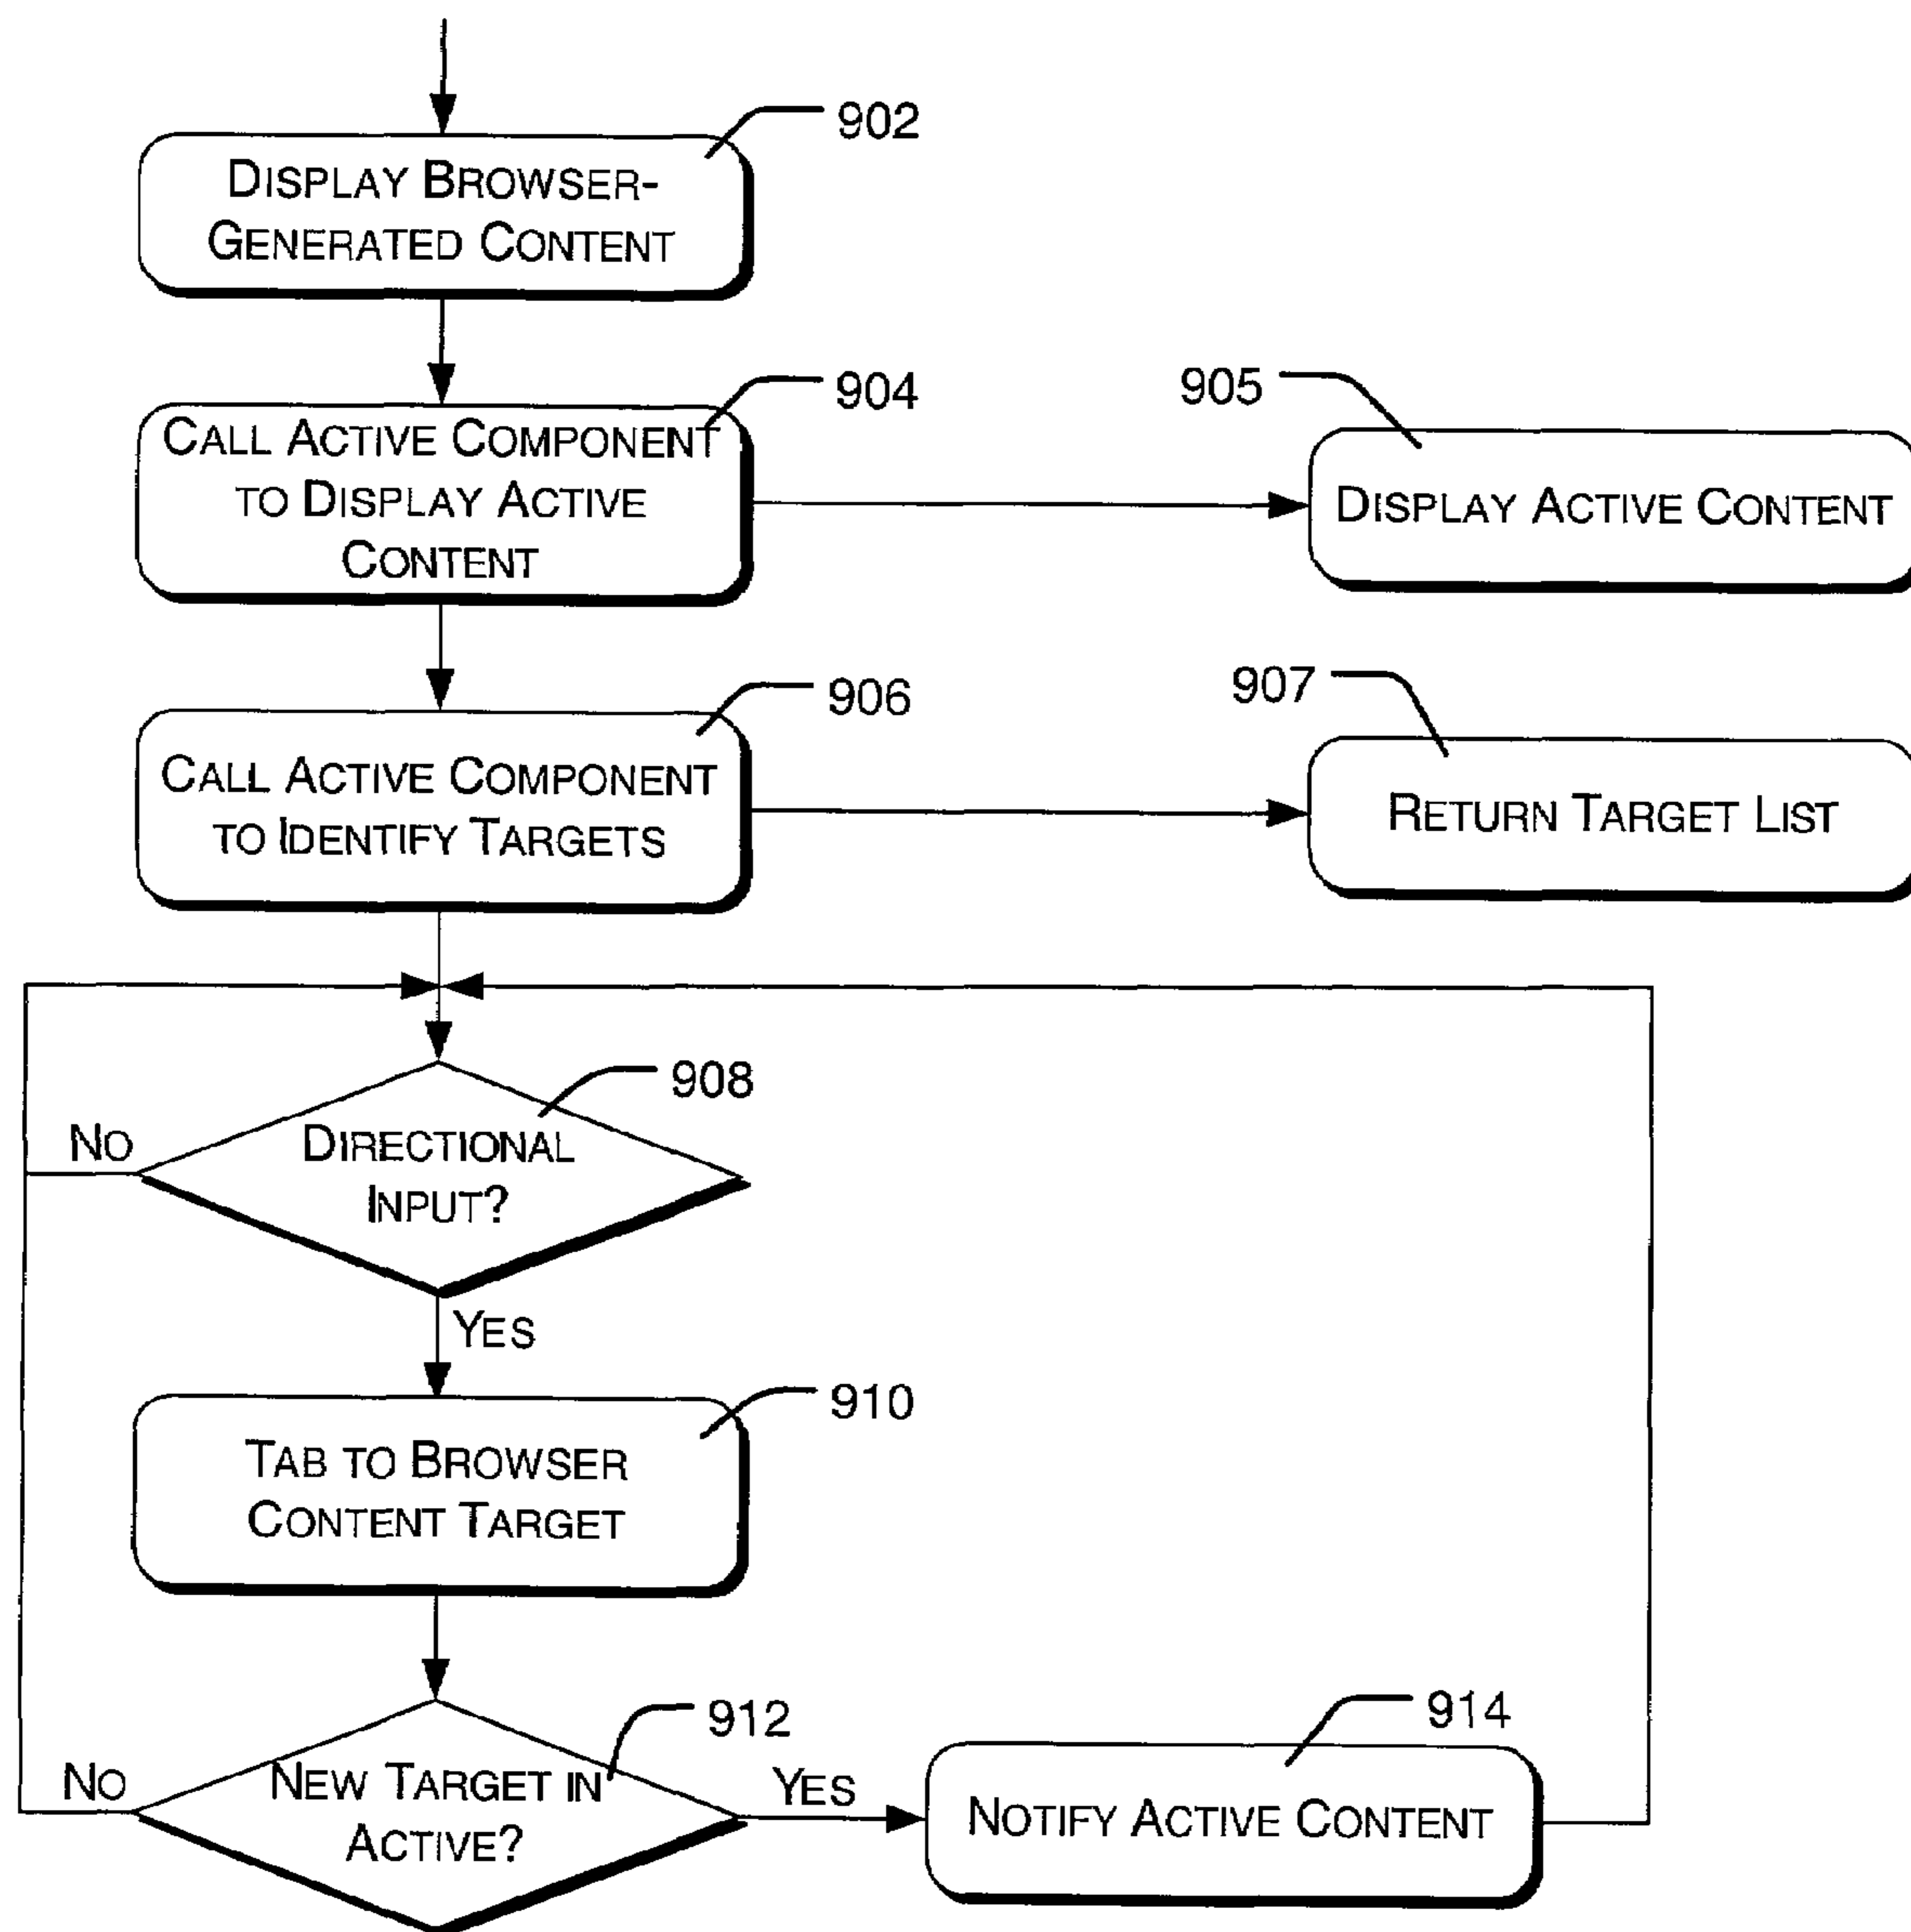 902
DISPLAY BROWSER-
GENERATED CONTENT
904
CALL ACTIVE COMPONENT
TO DISPLAY ACTIVE
CONTENT
905
DISPLAY ACTIVE CONTENT
906
CALL ACTIVE COMPONENT
TO IDENTIFY TARGETS
907
RETURN TARGET LIST
908
DIRECTIONAL
INPUT?
NO
YES
910
TAB TO BROWSER
CONTENT TARGET
912
NEW TARGET IN
ACTIVE?
NO
YES
914
NOTIFY ACTIVE CONTENT